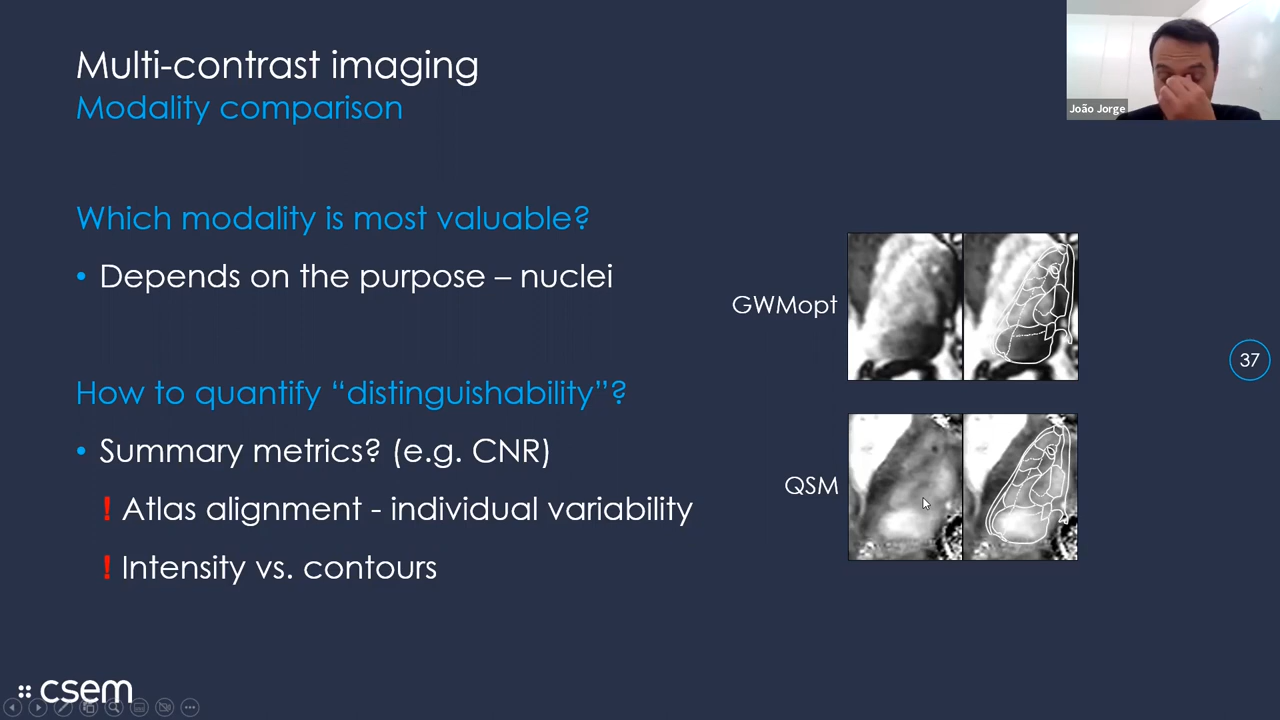 Multi-contrast imaging
Modality comparison
João Jorge
Which modality is most valuable?
• Depends on the purpose – nuclei
GWMopt
37
How to quantify “distinguishability”?
• Summary metrics? (e.g. CNR)
! Atlas alignment - individual variability
! Intensity vs. contours
QSM
csem